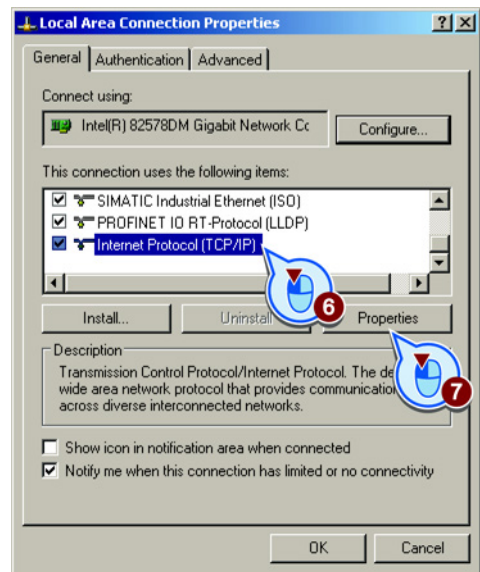 Local Area Connection Properties
General Authentication Advanced
Connect using:
Intel(R) 82578DM Gigabit Network Cc Configure...
This connection uses the following items:
SIMATIC Industrial Ethernet (ISO)
PROFINET IO RT-Protocol (LLDP)
Internet Protocol (TCP/IP)
6
Install... Uninstall Properties
7
Description
Transmission Control Protocol/Internet Protocol. The de
wide area network protocol that provides communication
across diverse interconnected networks.
Show icon in notification area when connected
Notify me when this connection has limited or no connectivity
OK Cancel